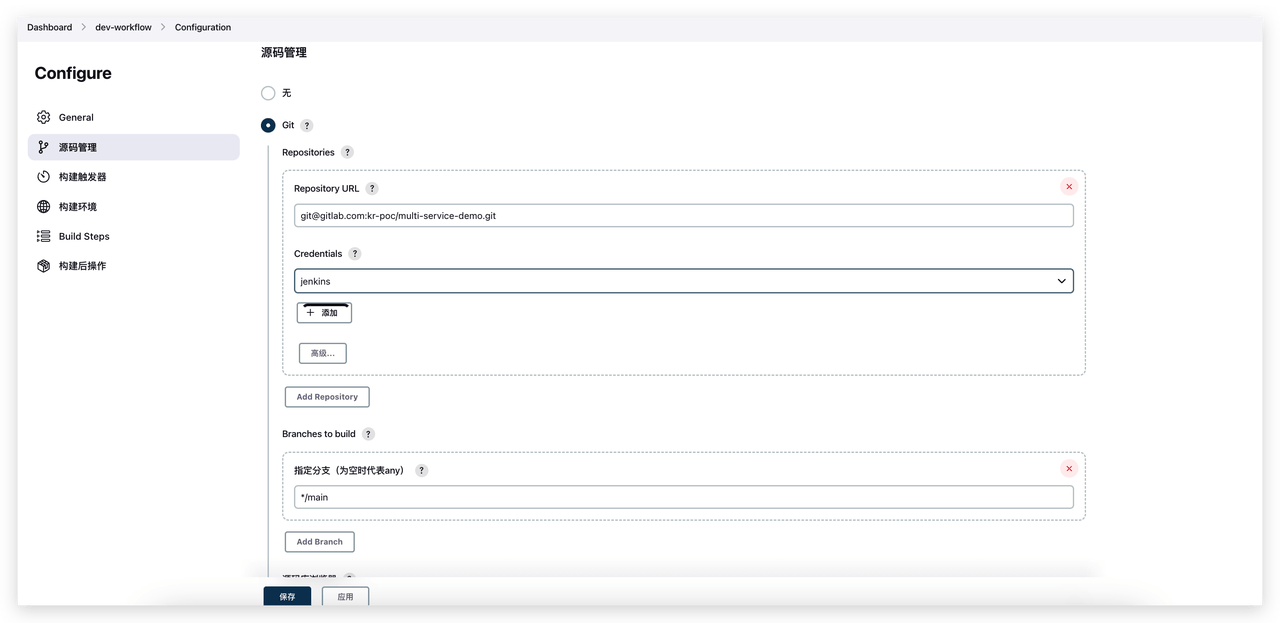 Dashboard > dev-workflow > Configuration
Configure
General
源码管理
构建触发器
构建环境
Build Steps
构建后操作
源码管理
无
Git ?
Repositories ?
Repository URL ?
git@gitlab.com:kr-poc/multi-service-demo.git
Credentials ?
jenkins
添加
高级...
Add Repository
Branches to build ?
指定分支（为空时代表any） ?
*/main
Add Branch
保存 应用